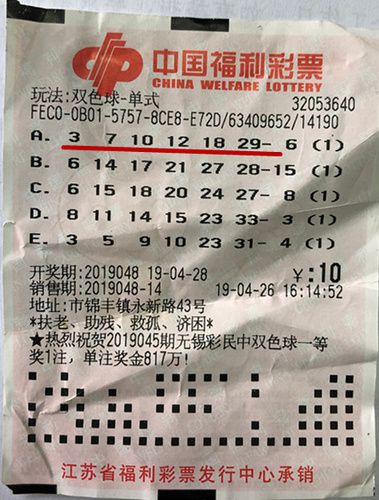 中国福利彩票
CHINA WELFARE LOTTERY
玩法:双色球-单式 32053640
FEC0-0B01-5757-8CE8-E72D/63409652/14190
A. 3 7 10 12 18 29- 6 (1)
B. 6 14 17 21 27 28-15 (1)
C. 6 15 18 20 24 27- 8 (1)
D. 8 11 14 23 24 33- 3 (1)
E. 3 5 9 10 23 31- 4 (1)
开奖期:2019048 19-04-28 ¥:10
销售期:2019048-14 19-04-26 16:14:52
地址:市锦丰镇永新路43号
*扶老、助残、救孤、济困*
★热烈祝贺2019045期无锡彩民中双色球一等
奖1注,单注奖金817万!
江苏省福利彩票发行中心承销